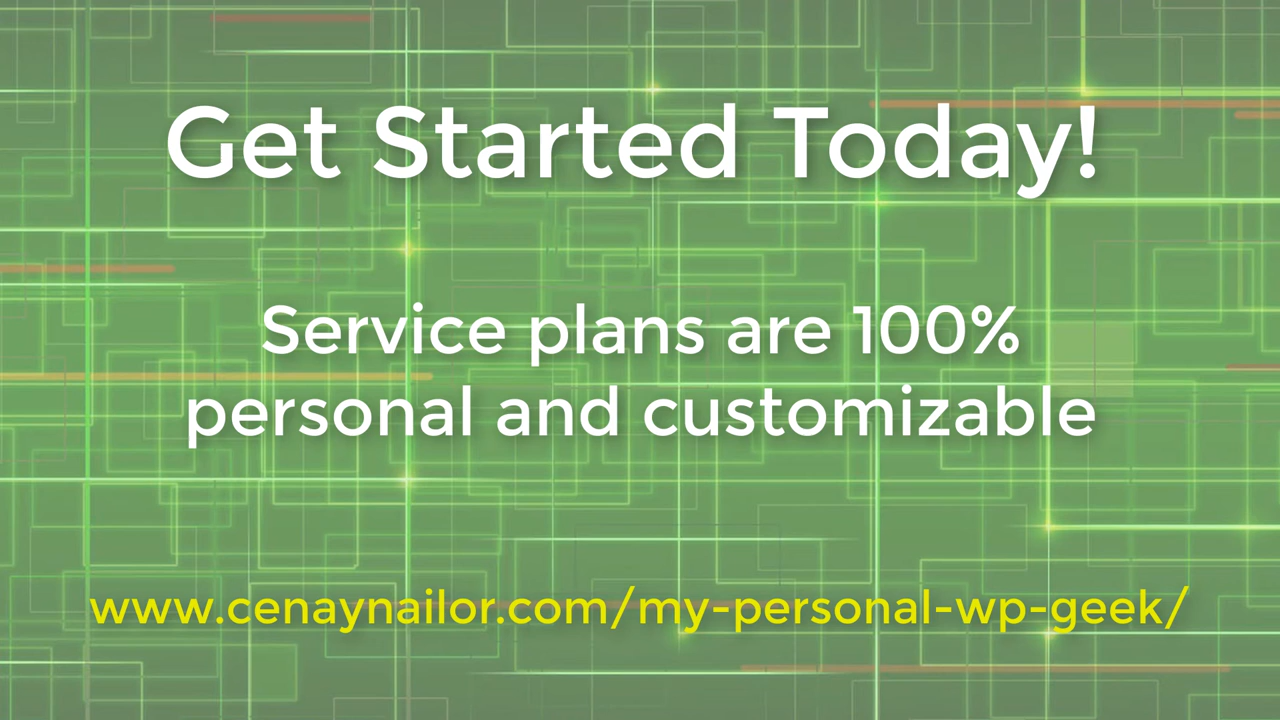 Get Started Today!
Service plans are 100%
personal and customizable
www.cenaynailor.com/my-personal-wp-geek/